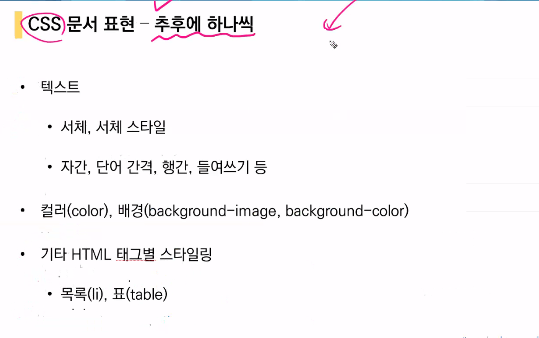 CSS 문서 표현 – 추후에 하나씩
• 텍스트
• 서체, 서체 스타일
• 자간, 단어 간격, 행간, 들여쓰기 등
• 컬러(color), 배경(background-image, background-color)
• 기타 HTML 태그별 스타일링
• 목록(li), 표(table)